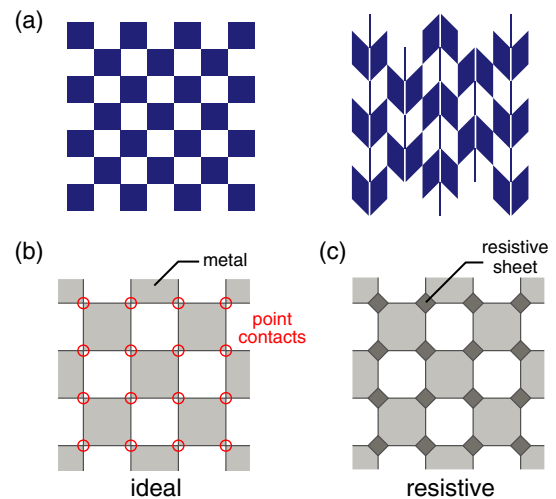 (a)
(b)
metal
point
contacts
ideal
(c)
resistive
sheet
resistive